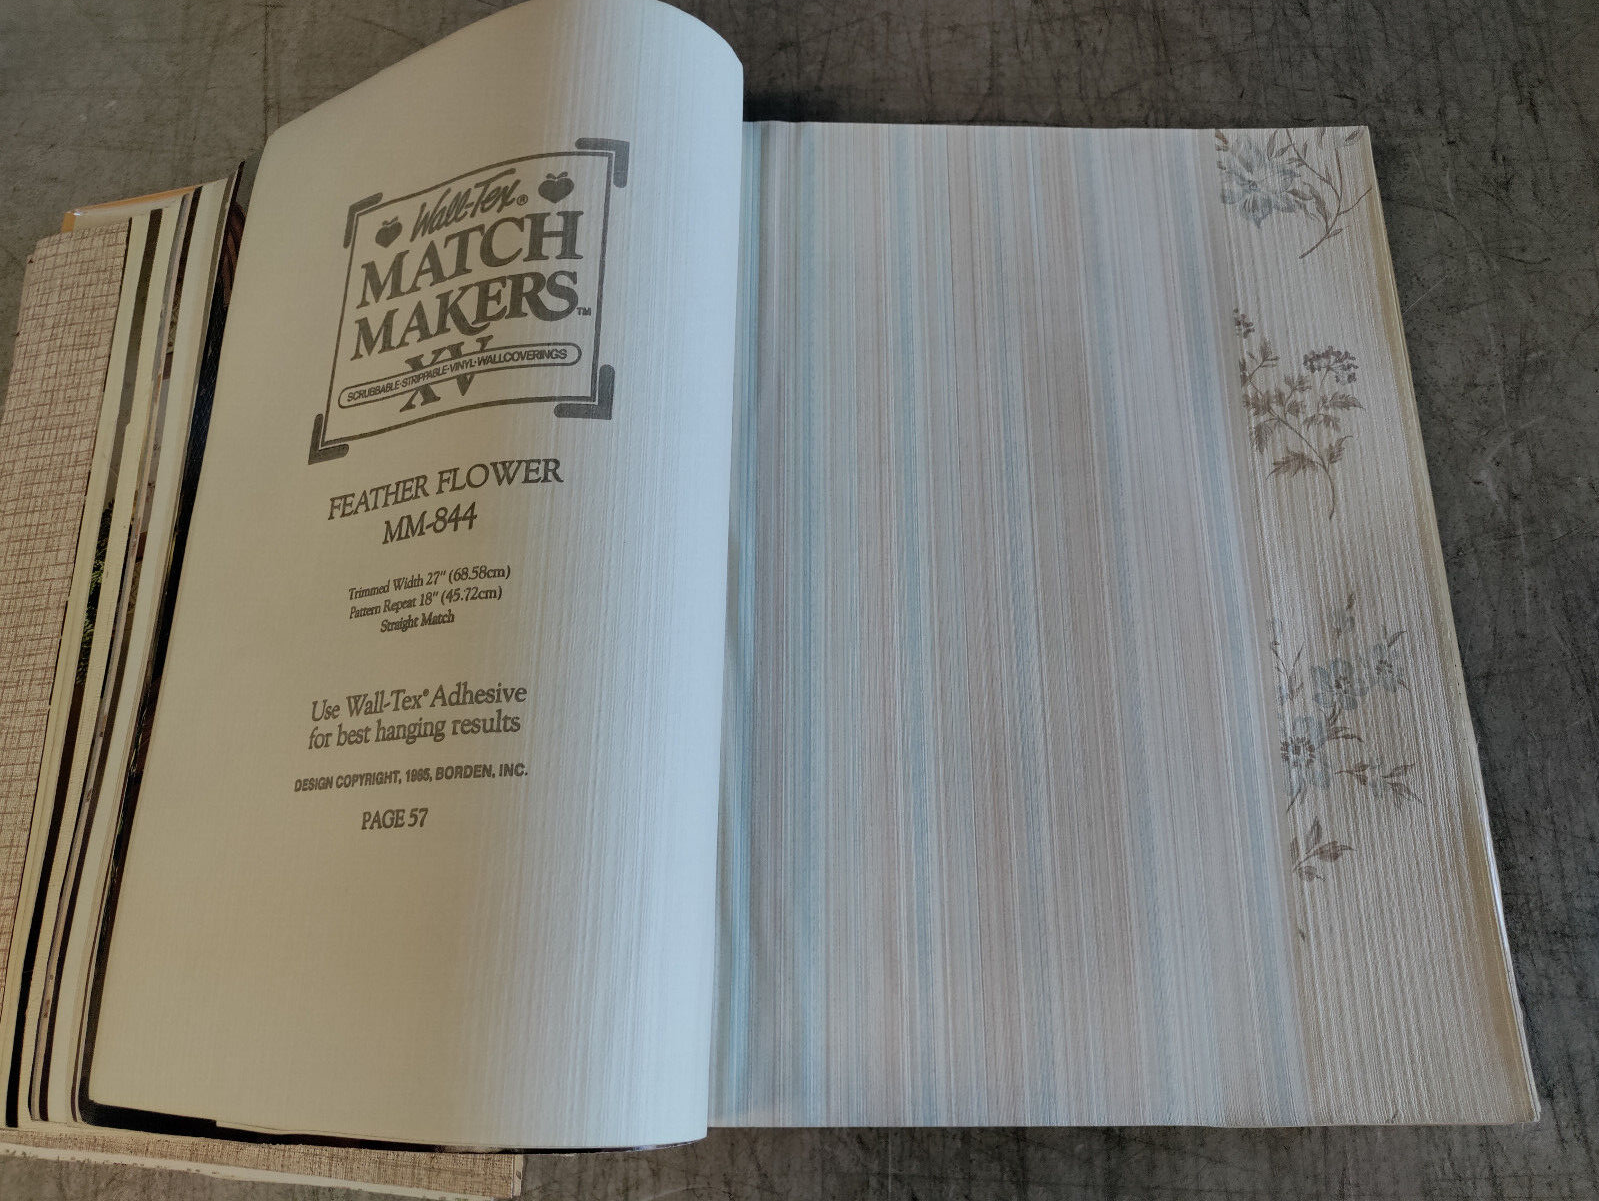 Wall-Tex®
MATCH
MAKERS™
XV
SCRUBBABLE·STRIPPABLE·VINYL·WALLCOVERINGS
FEATHER FLOWER
MM-844
Trimmed Width 27" (68.58cm)
Pattern Repeat 18" (45.72cm)
Straight Match
Use Wall-Tex® Adhesive
for best hanging results
DESIGN COPYRIGHT, 1985, BORDEN, INC.
PAGE 57